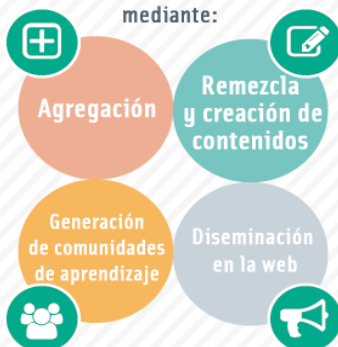 mediante:
Agregación
Remezcla
y creación de
contenidos
Generación
de comunidades
de aprendizaje
Diseminación
en la web